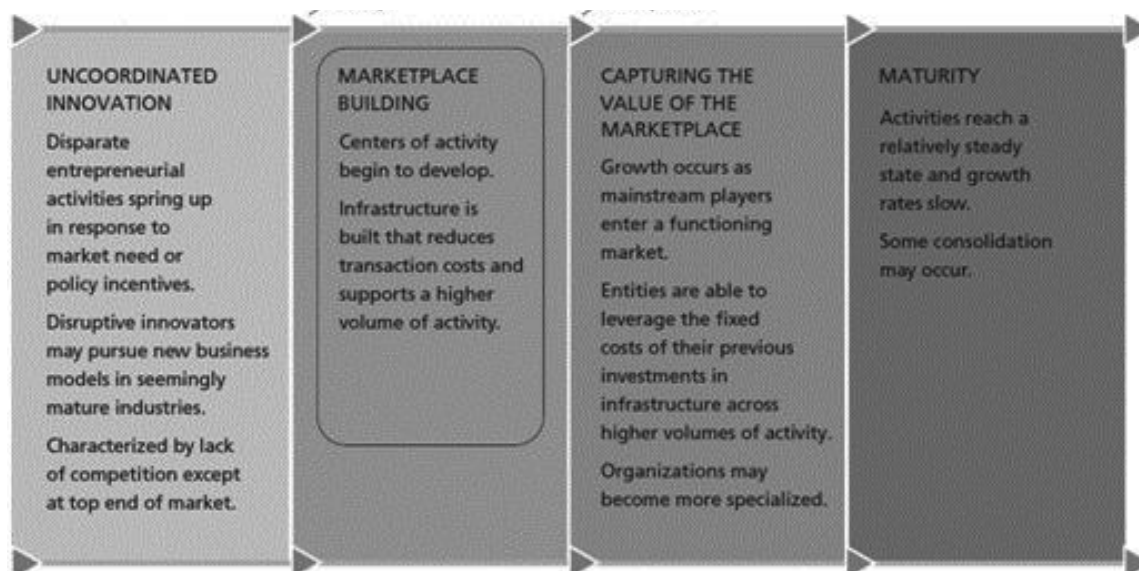 UNCOORDINATED
INNOVATION
Disparate
entrepreneurial
activities spring up
in response to
market need or
policy incentives.
Disruptive innovators
may pursue new business
models in seemingly
mature industries.
Characterized by lack
of competition except
at top end of market.
MARKETPLACE
BUILDING
Centers of activity
begin to develop.
Infrastructure is
built that reduces
transaction costs and
supports a higher
volume of activity.
CAPTURING THE
VALUE OF THE
MARKETPLACE
Growth occurs as
mainstream players
enter a functioning
market.
Entities are able to
leverage the fixed
costs of their previous
investments in
infrastructure across
higher volumes of activity.
Organizations may
become more specialized.
MATURITY
Activities reach a
relatively steady
state and growth
rates slow.
Some consolidation
may occur.